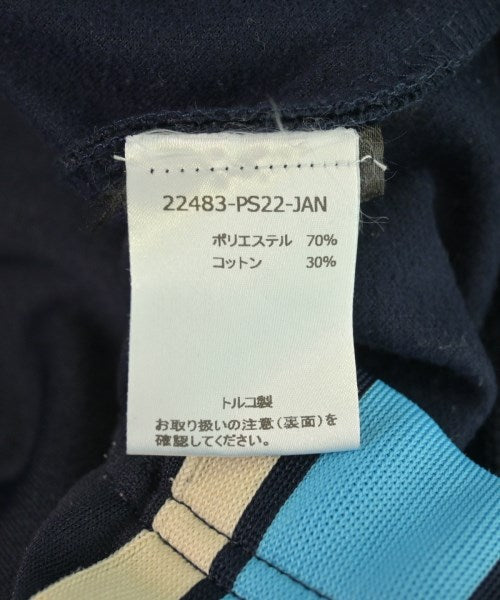 22483-PS22-JAN
ポリエステル 70%
コットン 30%
トルコ製
お取り扱いの注意(裏面)を
確認してください。